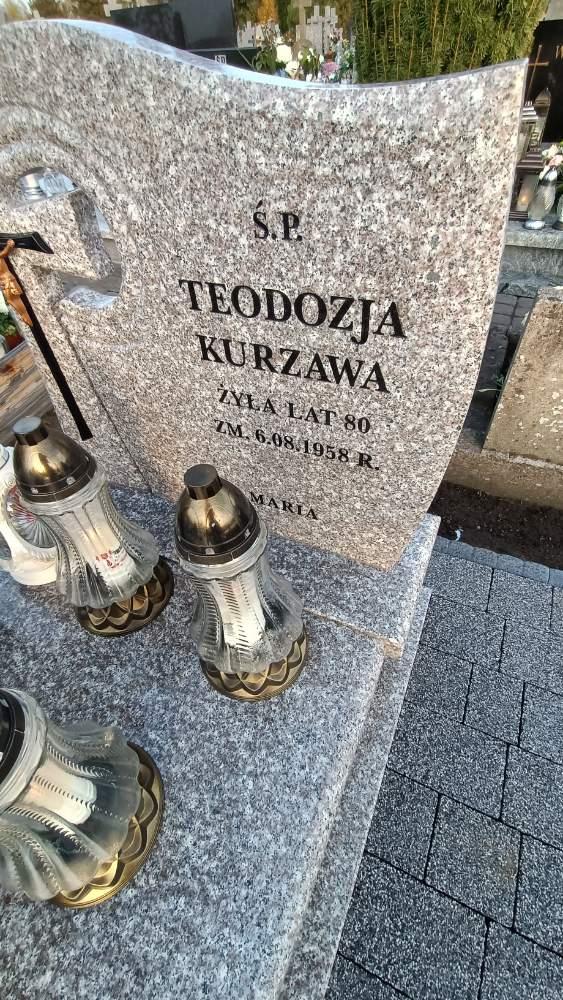 Ś.P.
TEODOZJA
KURZAWA
ŻYŁA LAT 80
ZM. 6.08.1958 R.
MARIA